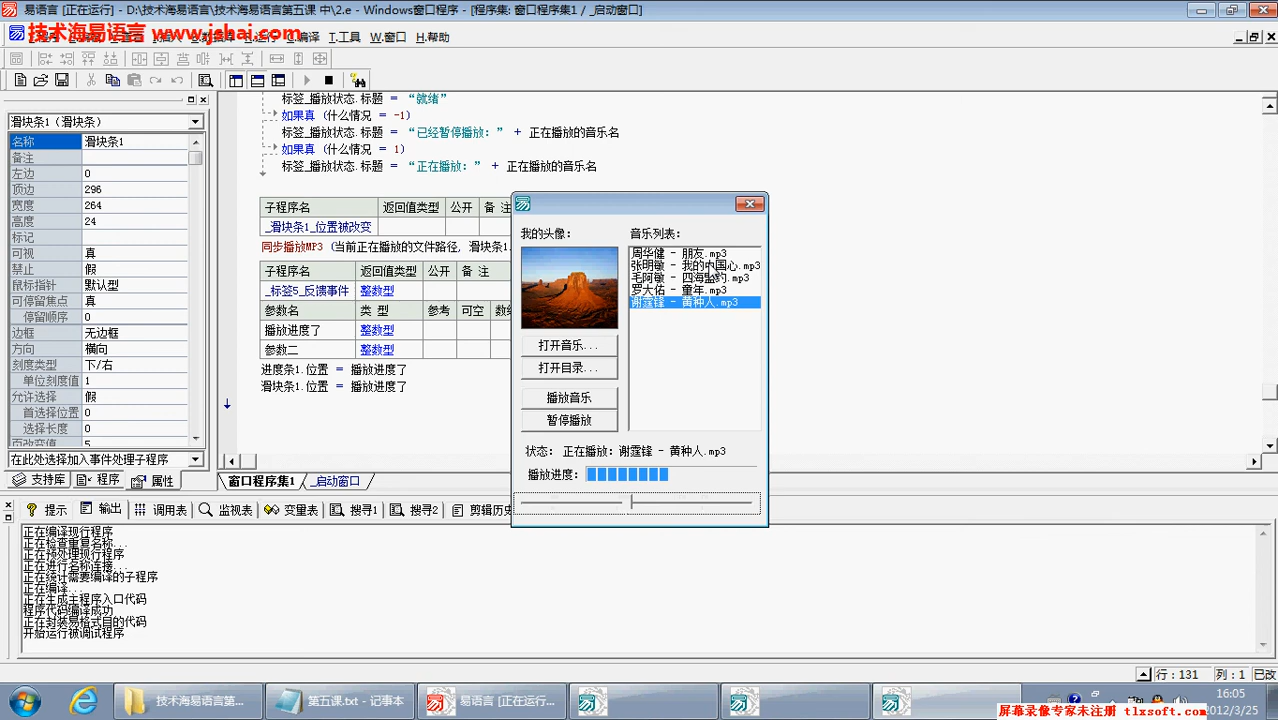 易语言 [正在运行] - D:\技术海易语言\技术海易语言第五课 中\2.e - Windows窗口程序 - [程序集: 窗口程序集1 / _启动窗口]
技术海易语言 www.jshai.com
编译 T.工具 W.窗口 H.帮助
滑块条1（滑块条）
名称 滑块条1
备注
左边 0
顶边 296
宽度 264
高度 24
标记
可视 真
禁止 假
鼠标指针 默认型
可停留焦点 真
停留顺序 0
边框 无边框
方向 横向
刻度类型 下/右
单位刻度值 1
允许选择 假
首选择位置 0
选择长度 0
页改变值 5
在此处选择加入事件处理子程序
支持库 程序 属性
标签_播放状态.标题 = “就绪”
如果真 (什么情况 = -1)
标签_播放状态.标题 = “已经暂停播放：” + 正在播放的音乐名
如果真 (什么情况 = 1)
标签_播放状态.标题 = “正在播放：” + 正在播放的音乐名
子程序名 返回值类型 公开 备 注
_滑块条1_位置被改变
同步播放MP3 (当前正在播放的文件路径, 滑块条1.
子程序名 返回值类型 公开 备 注
_标签5_反馈事件 整数型
参数名 类 型 参考 可空 数组
播放进度了 整数型
参数二 整数型
进度条1.位置 = 播放进度了
滑块条1.位置 = 播放进度了
窗口程序集1 _启动窗口
我的头像: 音乐列表:
周华健 - 朋友.mp3
张明敏 - 我的中国心.mp3
毛阿敏 - 四海盟约.mp3
罗大佑 - 童年.mp3
谢霆锋 - 黄种人.mp3
打开音乐...
打开目录...
播放音乐
暂停播放
状态: 正在播放: 谢霆锋 - 黄种人.mp3
播放进度:
提示 输出 调用表 监视表 变量表 搜寻1 搜寻2 剪辑历史
正在编译现行程序
正在检查重复名称...
正在预处理现行程序
正在进行名称连接...
正在统计需要编译的子程序
正在编译...
正在生成主程序入口代码
程序代码编译成功
正在封装易格式目的代码
开始运行被调试程序
行：131 列：1 已改
技术海易语言第... 第五课.txt - 记事本 易语言 [正在运行...
16:05
2012/3/25
屏幕录像专家未注册 tlxsoft.com